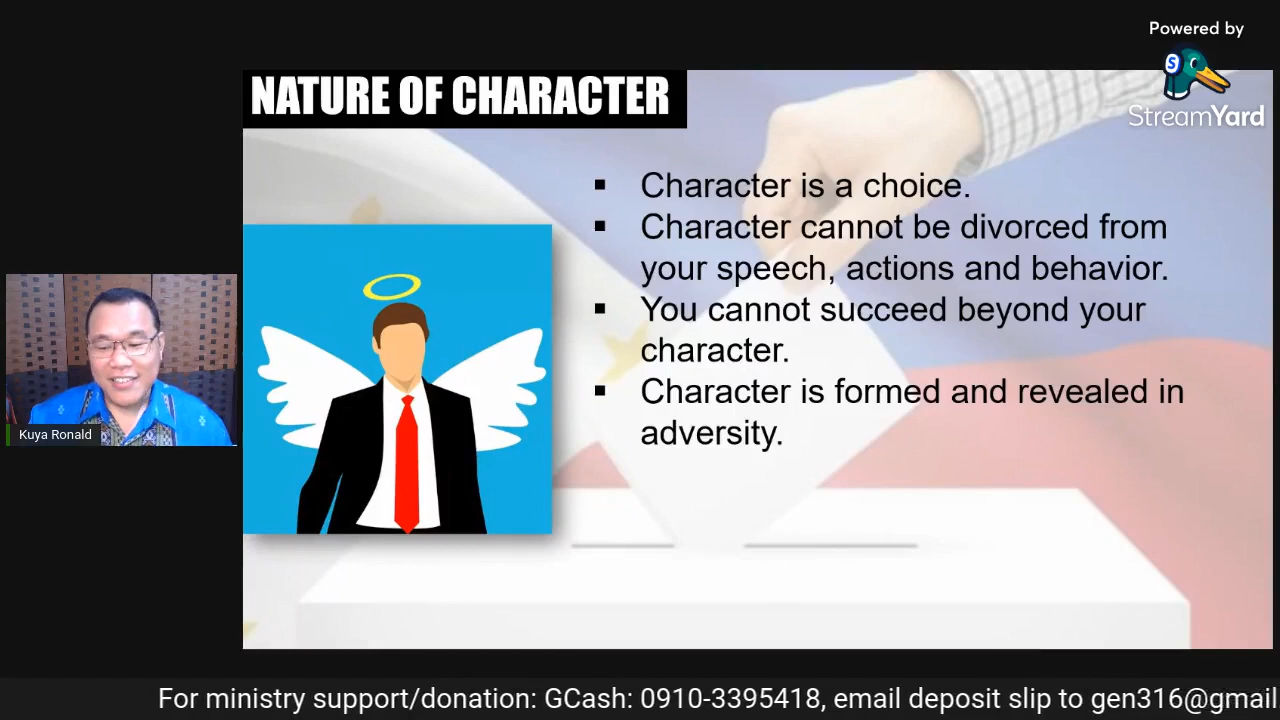 Powered by
S
StreamYard
NATURE OF CHARACTER
▪ Character is a choice.
▪ Character cannot be divorced from
your speech, actions and behavior.
▪ You cannot succeed beyond your
character.
▪ Character is formed and revealed in
adversity.
Kuya Ronald
For ministry support/donation: GCash: 0910-3395418, email deposit slip to gen316@gmail